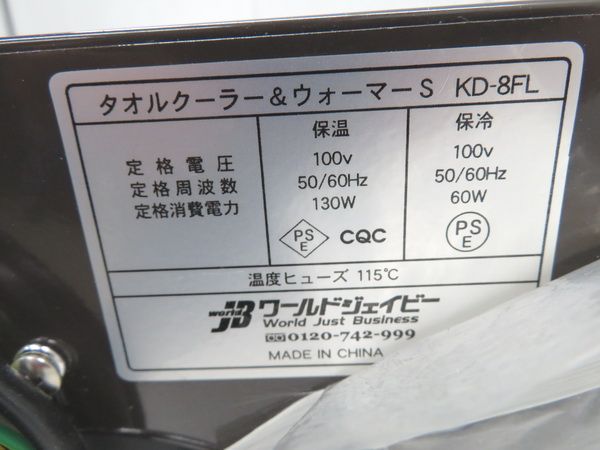 タオルクーラー&ウォーマーS KD-8FL
保温 保冷
定格電圧 100v 100v
定格周波数 50/60Hz 50/60Hz
定格消費電力 130W 60W
PSE CQC PSE
温度ヒューズ 115℃
world JB ワールドジェイビー
World Just Business
0120-742-999
MADE IN CHINA